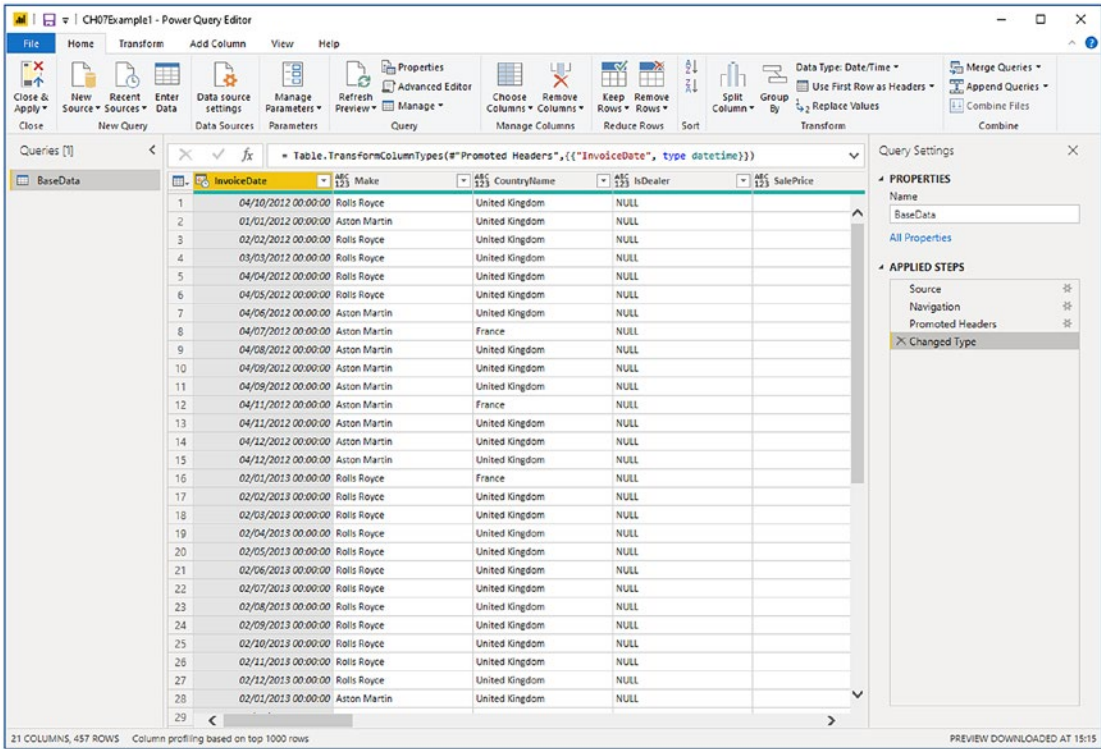 CH07Example1 - Power Query Editor
File Home Transform Add Column View Help
Close & Apply
New Source
Recent Sources
Enter Data
Data source settings
Manage Parameters
Refresh Preview
Properties
Advanced Editor
Manage
Choose Columns
Remove Columns
Keep Rows
Remove Rows
Split Column
Group By
Data Type: Date/Time
Use First Row as Headers
Replace Values
Merge Queries
Append Queries
Combine Files
Close New Query Data Sources Parameters Query Manage Columns Reduce Rows Sort Transform Combine
Queries [1]
BaseData
fx = Table.TransformColumnTypes(#"Promoted Headers",{{"InvoiceDate", type datetime}})
InvoiceDate ABC 123 Make ABC 123 CountryName ABC 123 IsDealer ABC 123 SalePrice
1 04/10/2012 00:00:00 Rolls Royce United Kingdom NULL
2 01/01/2012 00:00:00 Aston Martin United Kingdom NULL
3 02/02/2012 00:00:00 Rolls Royce United Kingdom NULL
4 03/03/2012 00:00:00 Rolls Royce United Kingdom NULL
5 04/04/2012 00:00:00 Rolls Royce United Kingdom NULL
6 04/05/2012 00:00:00 Rolls Royce United Kingdom NULL
7 04/06/2012 00:00:00 Aston Martin United Kingdom NULL
8 04/07/2012 00:00:00 Aston Martin France NULL
9 04/08/2012 00:00:00 Aston Martin United Kingdom NULL
10 04/09/2012 00:00:00 Aston Martin United Kingdom NULL
11 04/09/2012 00:00:00 Aston Martin United Kingdom NULL
12 04/11/2012 00:00:00 Aston Martin France NULL
13 04/11/2012 00:00:00 Aston Martin United Kingdom NULL
14 04/12/2012 00:00:00 Aston Martin United Kingdom NULL
15 04/12/2012 00:00:00 Aston Martin United Kingdom NULL
16 02/01/2013 00:00:00 Rolls Royce France NULL
17 02/02/2013 00:00:00 Rolls Royce United Kingdom NULL
18 02/03/2013 00:00:00 Rolls Royce United Kingdom NULL
19 02/04/2013 00:00:00 Rolls Royce United Kingdom NULL
20 02/05/2013 00:00:00 Rolls Royce United Kingdom NULL
21 02/06/2013 00:00:00 Rolls Royce United Kingdom NULL
22 02/07/2013 00:00:00 Rolls Royce United Kingdom NULL
23 02/08/2013 00:00:00 Rolls Royce United Kingdom NULL
24 02/09/2013 00:00:00 Rolls Royce United Kingdom NULL
25 02/10/2013 00:00:00 Rolls Royce United Kingdom NULL
26 02/11/2013 00:00:00 Rolls Royce United Kingdom NULL
27 02/12/2013 00:00:00 Rolls Royce United Kingdom NULL
28 02/01/2013 00:00:00 Aston Martin United Kingdom NULL
29
Query Settings
PROPERTIES
Name
BaseData
All Properties
APPLIED STEPS
Source
Navigation
Promoted Headers
Changed Type
21 COLUMNS, 457 ROWS Column profiling based on top 1000 rows PREVIEW DOWNLOADED AT 15:15